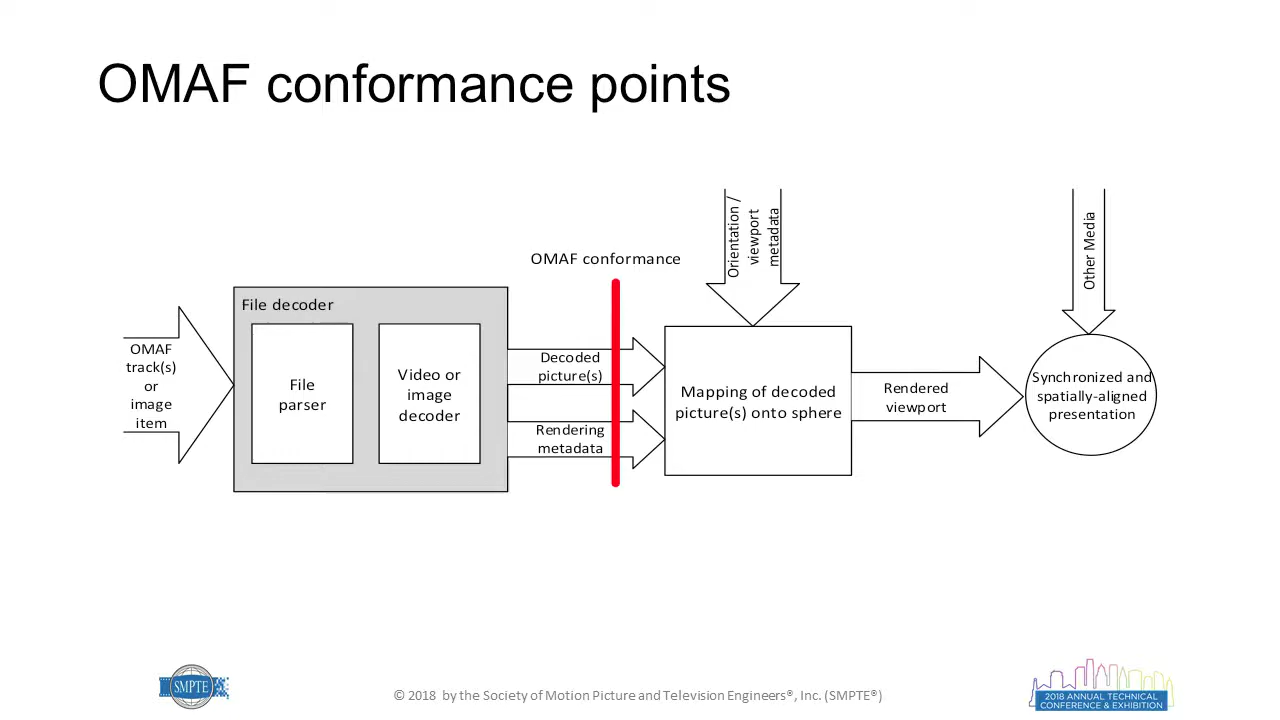 OMAF conformance points
Orientation /
viewport
metadata
Other Media
OMAF conformance
File decoder
OMAF
track(s)
or
image
item
File
parser
Video or
image
decoder
Decoded
picture(s)
Rendering
metadata
Mapping of decoded
picture(s) onto sphere
Rendered
viewport
Synchronized and
spatially-aligned
presentation
SMPTE
© 2018 by the Society of Motion Picture and Television Engineers®, Inc. (SMPTE®)
2018 ANNUAL TECHNICAL
CONFERENCE & EXHIBITION